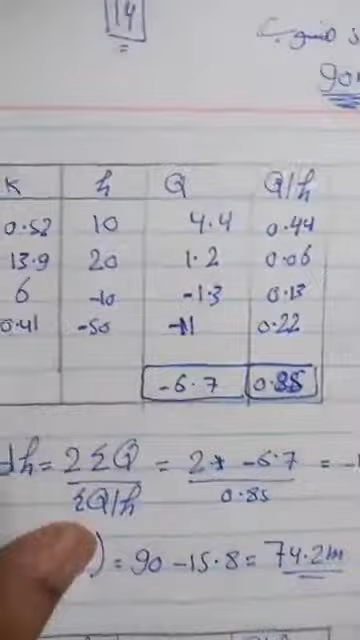 14
90
K h Q Q/h
0.52 10 4.4 0.44
13.9 20 1.2 0.06
6 -10 -1.3 0.13
0.41 -50 -11 0.22
-6.7 0.85
dh = 2ΣQ / ΣQ/h = 2* -6.7 / 0.85 = -1
) = 90 - 15.8 = 74.2m